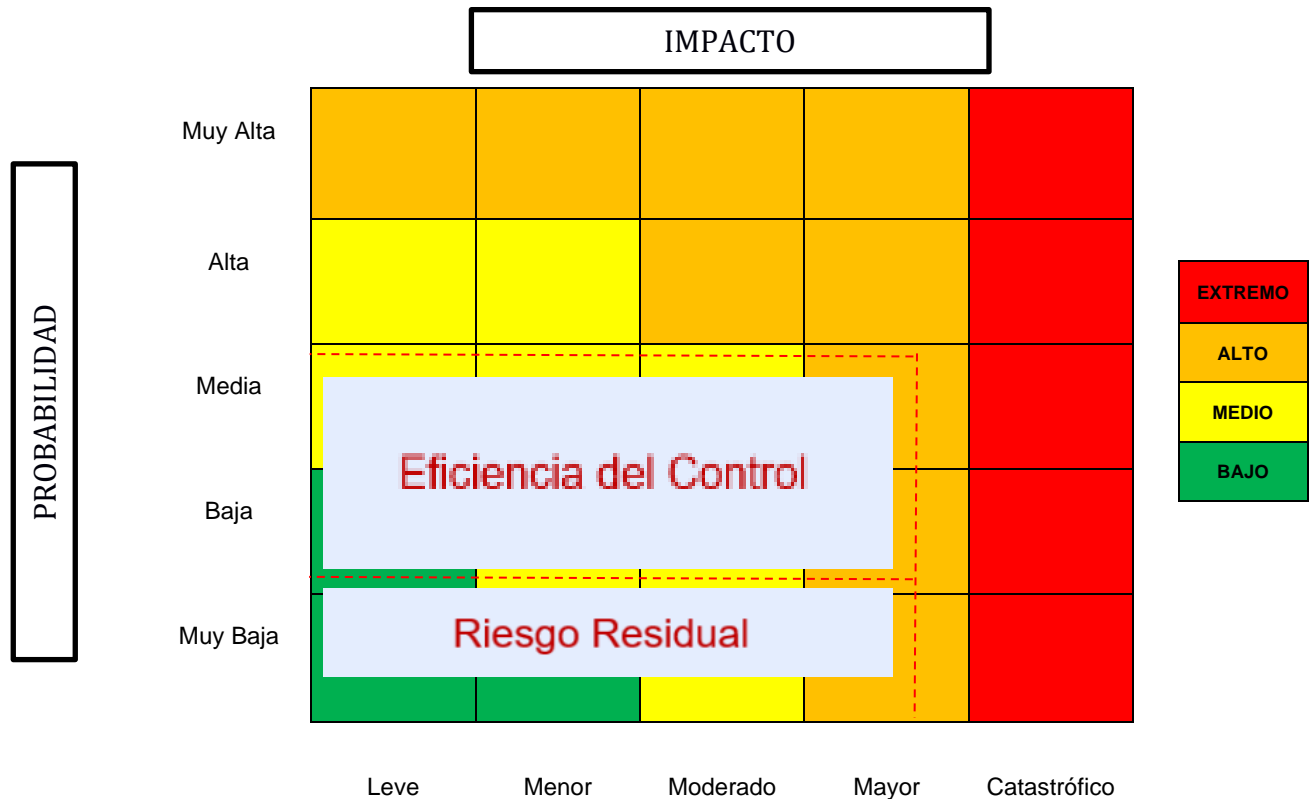 IMPACTO
Muy Alta
Alta
EXTREMO
ALTO
PROBABILIDAD
Media
MEDIO
Eficiencia del Control
BAJO
Baja
Muy Baja
Riesgo Residual
Leve Menor Moderado Mayor Catastrófico